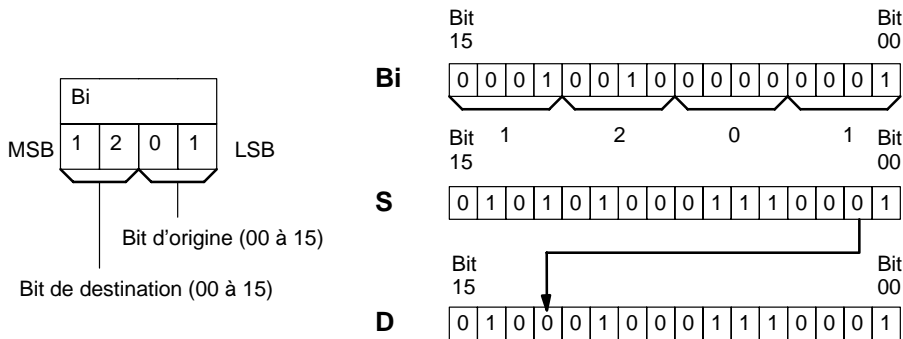 Bi
MSB 1 2 0 1 LSB
Bit d'origine (00 à 15)
Bit de destination (00 à 15)
Bit 15 Bit 00
Bi 0 0 0 1 0 0 1 0 0 0 0 0 0 0 0 1
1 2 0 1
Bit 15 Bit 00
S 0 1 0 1 0 1 0 0 0 1 1 1 0 0 0 1
Bit 15 Bit 00
D 0 1 0 0 0 1 0 0 0 1 1 1 0 0 0 1